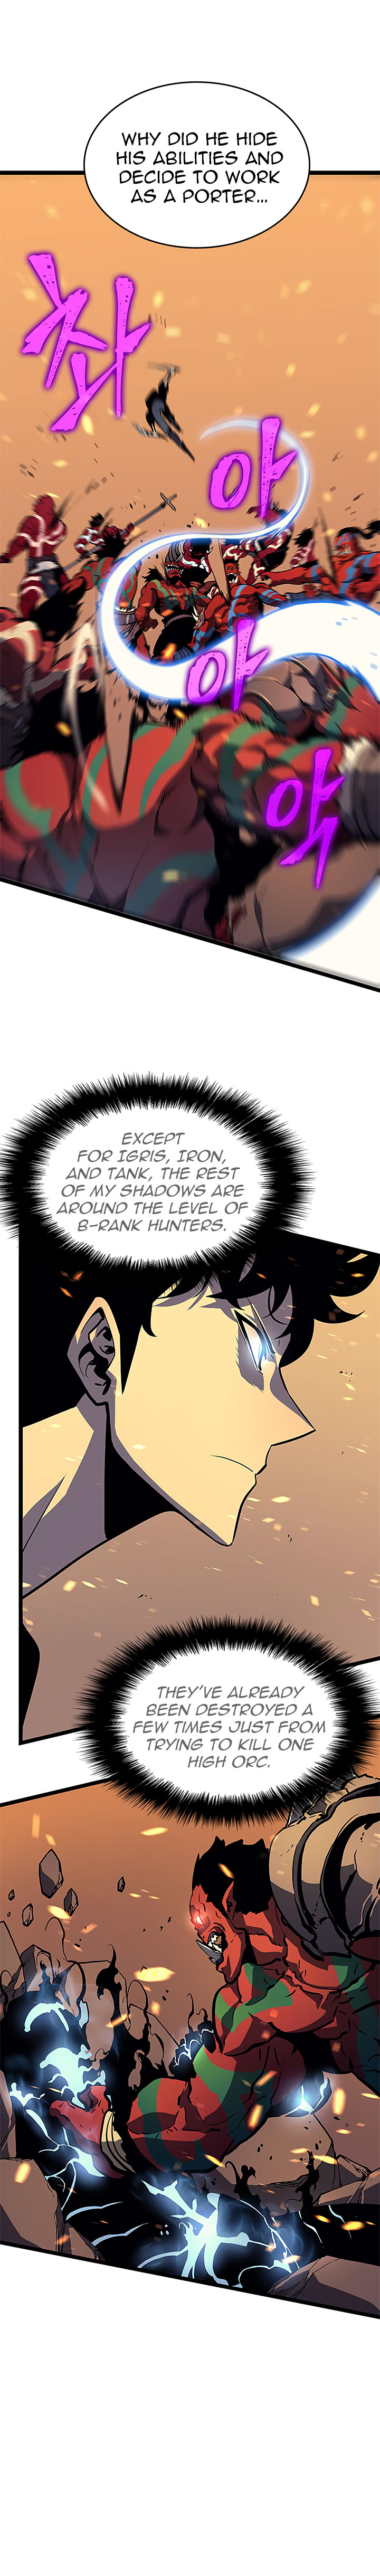 WHY DID HE HIDE
HIS ABILITIES AND
DECIDE TO WORK
AS A PORTER...
촤
아
아
악
EXCEPT
FOR IGRIS, IRON,
AND TANK, THE REST
OF MY SHADOWS ARE
AROUND THE LEVEL OF
B-RANK HUNTERS.
THEY'VE ALREADY
BEEN DESTROYED A
FEW TIMES JUST FROM
TRYING TO KILL ONE
HIGH ORC.